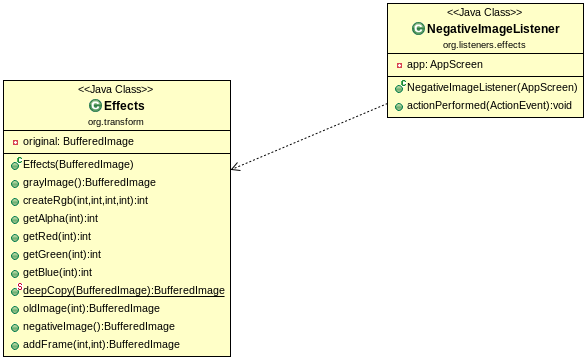 <<Java Class>>
NegativeImageListener
org.listeners.effects
app: AppScreen
NegativeImageListener(AppScreen)
actionPerformed(ActionEvent):void
<<Java Class>>
Effects
org.transform
original: BufferedImage
Effects(BufferedImage)
grayImage():BufferedImage
createRgb(int,int,int,int):int
getAlpha(int):int
getRed(int):int
getGreen(int):int
getBlue(int):int
deepCopy(BufferedImage):BufferedImage
oldImage(int):BufferedImage
negativeImage():BufferedImage
addFrame(int,int):BufferedImage